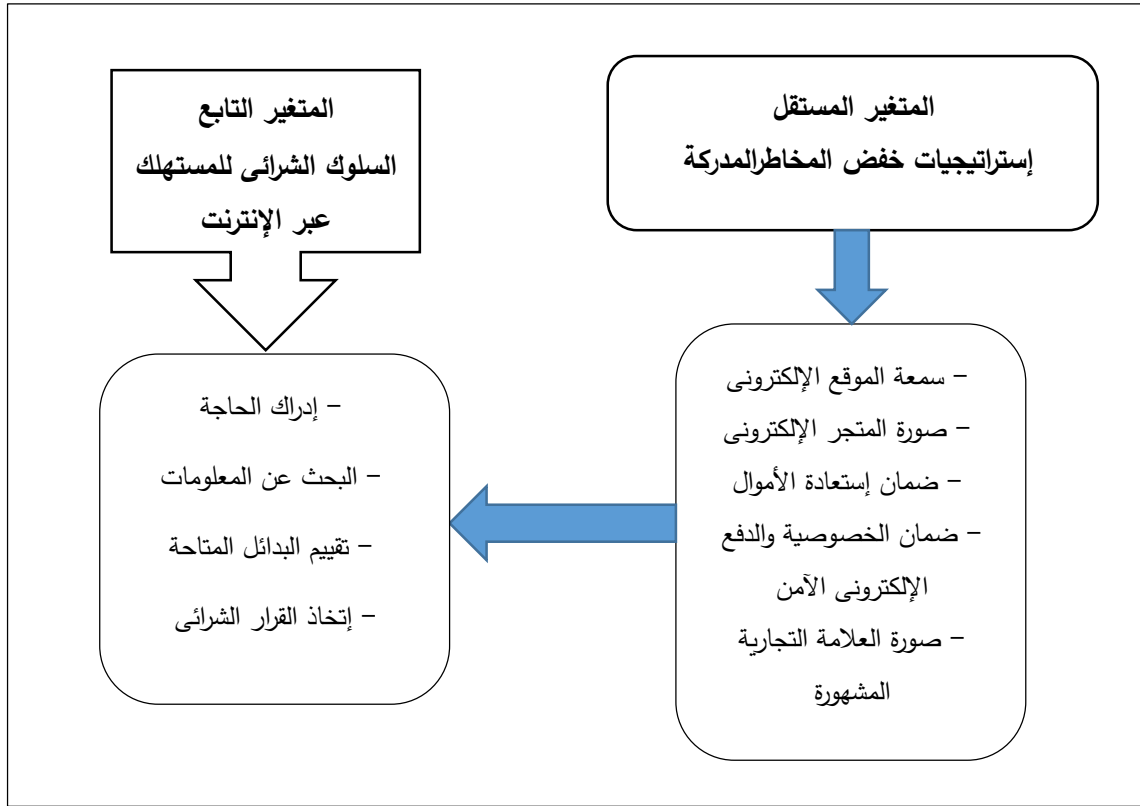 المتغير المستقل
إستراتيجيات خفض المخاطرالمدركة
المتغير التابع
السلوك الشرائى للمستهلك
عبر الإنترنت
– سمعة الموقع الإلكترونى
– صورة المتجر الإلكترونى
– ضمان إستعادة الأموال
– ضمان الخصوصية والدفع
الإلكترونى الآمن
– صورة العلامة التجارية
المشهورة
– إدراك الحاجة
– البحث عن المعلومات
– تقييم البدائل المتاحة
– إتخاذ القرار الشرائى